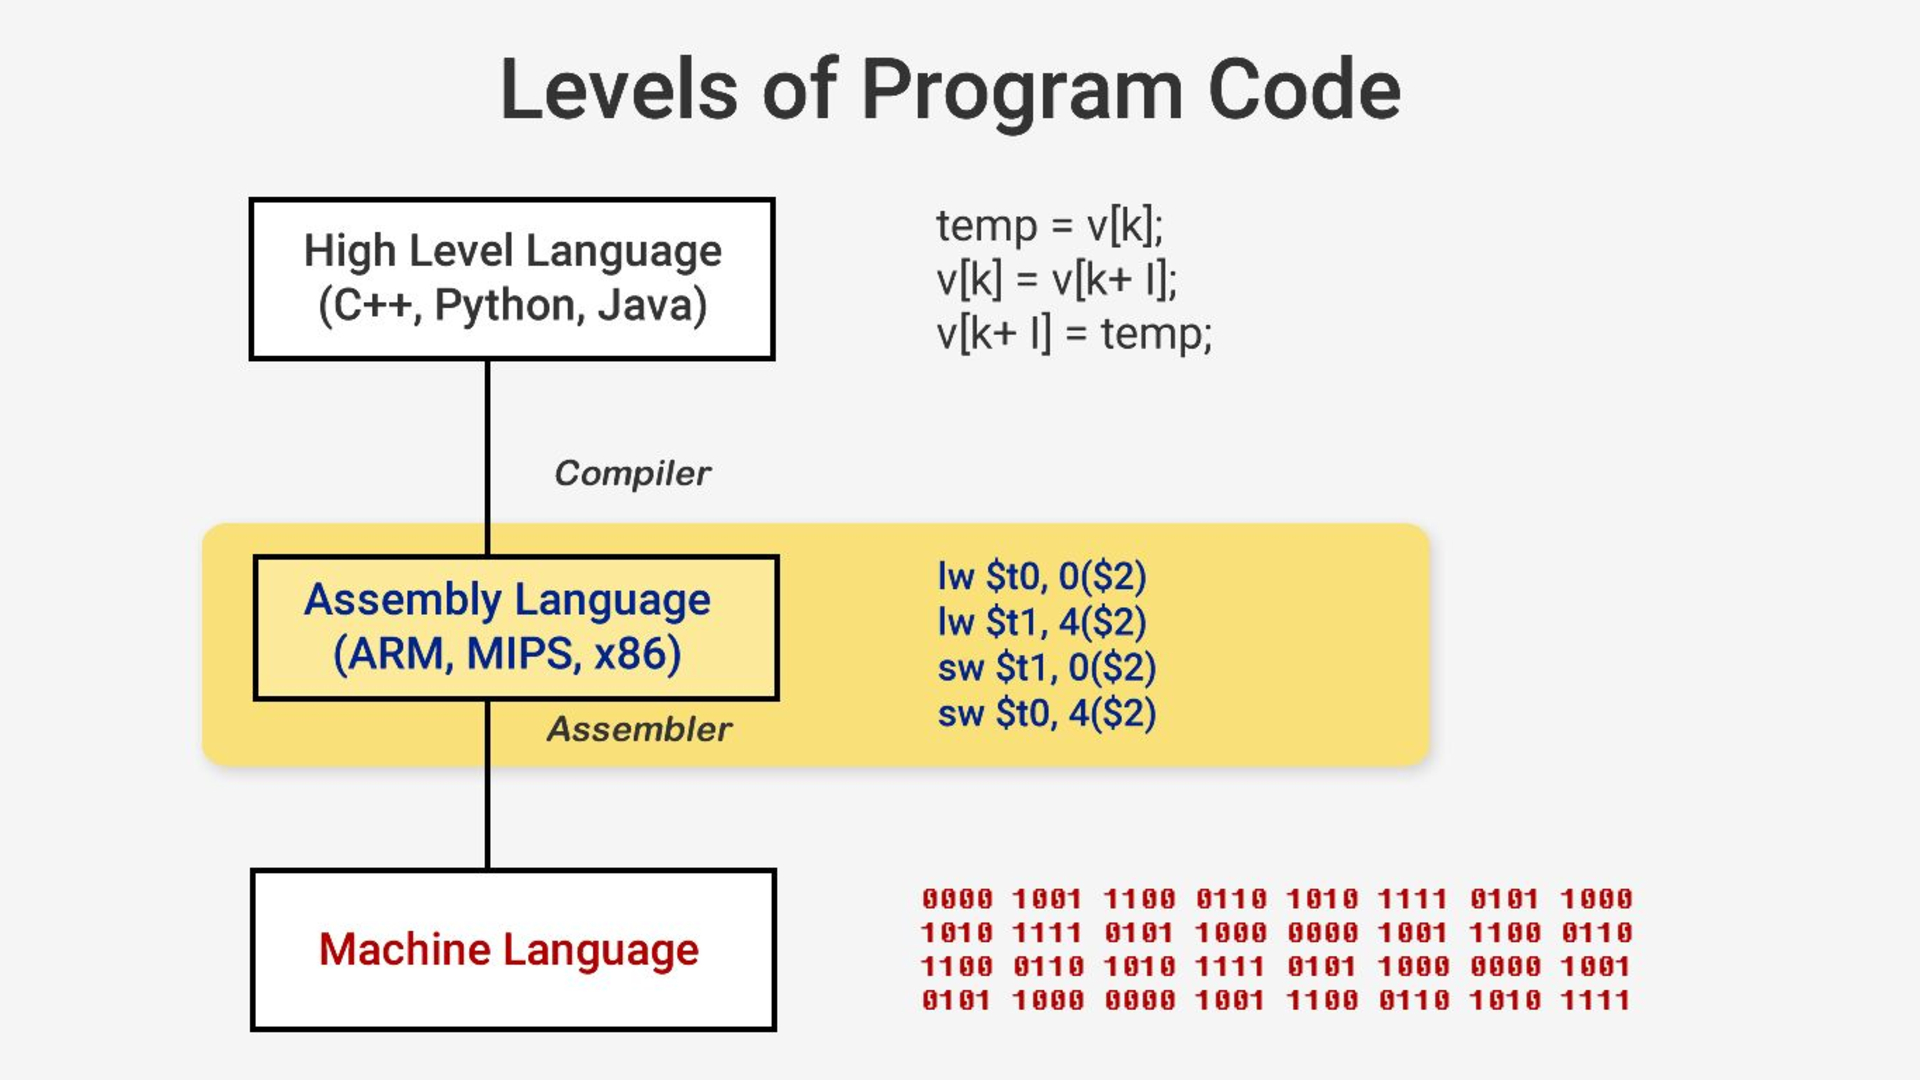 Levels of Program Code
High Level Language
(C++, Python, Java)
temp = v[k];
v[k] = v[k+ I];
v[k+ I] = temp;
Compiler
Assembly Language
(ARM, MIPS, x86)
lw $t0, 0($2)
lw $t1, 4($2)
sw $t1, 0($2)
sw $t0, 4($2)
Assembler
Machine Language
0000 1001 1100 0110 1010 1111 0101 1000
1010 1111 0101 1000 0000 1001 1100 0110
1100 0110 1010 1111 0101 1000 0000 1001
0101 1000 0000 1001 1100 0110 1010 1111